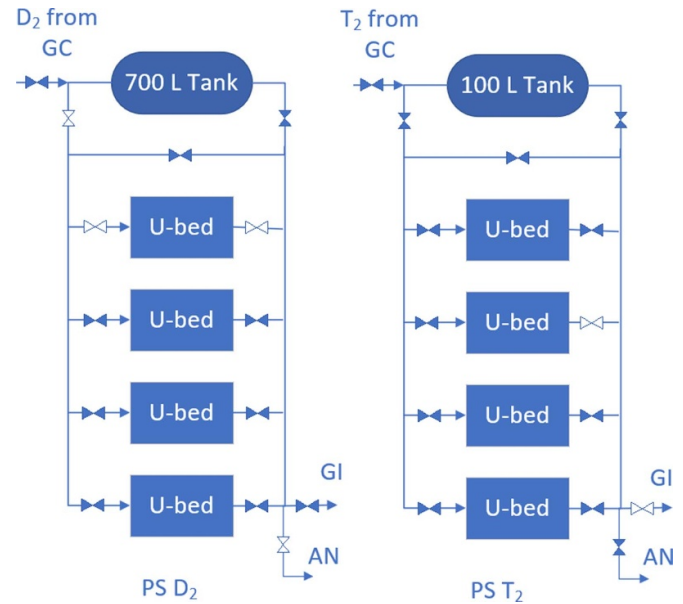 D₂ from
GC
700 L Tank
U-bed
U-bed
U-bed
U-bed
GI
AN
PS D₂
T₂ from
GC
100 L Tank
U-bed
U-bed
U-bed
U-bed
GI
AN
PS T₂